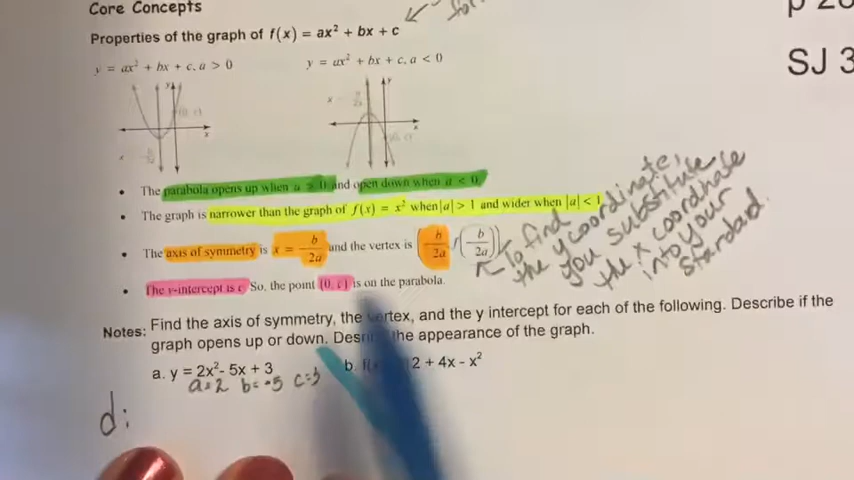 Core Concepts
for
p 20
Properties of the graph of f(x) = ax² + bx + c
SJ 3
y = ax² + bx + c, a > 0
y = ax² + bx + c, a < 0
y
y
x
x
• The parabola opens up when a > 0 and open down when a < 0.
• The graph is narrower than the graph of f(x) = x² when |a| > 1 and wider when |a| < 1
• The axis of symmetry is x = - b/2a and the vertex is (- b/2a, f(- b/2a))
To find
the y coordinate,
you substitute
the x coordinate
into your
standard.
• The y-intercept is c So, the point (0, c) is on the parabola.
Notes: Find the axis of symmetry, the vertex, and the y intercept for each of the following. Describe if the
graph opens up or down. Describe the appearance of the graph.
a. y = 2x²- 5x + 3
b. 2 + 4x - x²
a=2 b=-5 c=3
d: